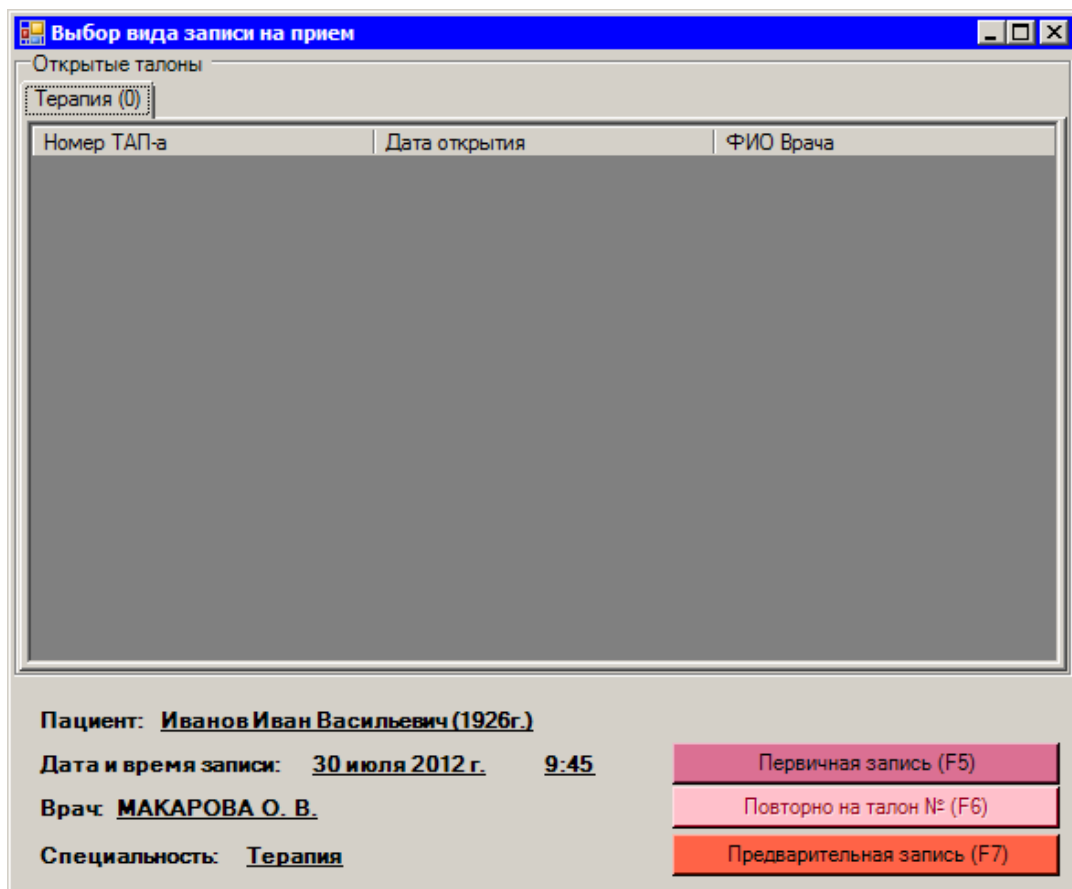 Выбор вида записи на прием
Открытые талоны
Терапия (0)
Номер ТАП-а Дата открытия ФИО Врача
Пациент: Иванов Иван Васильевич (1926г.)
Дата и время записи: 30 июля 2012 г. 9:45
Первичная запись (F5)
Врач: МАКАРОВА О. В.
Повторно на талон № (F6)
Специальность: Терапия
Предварительная запись (F7)